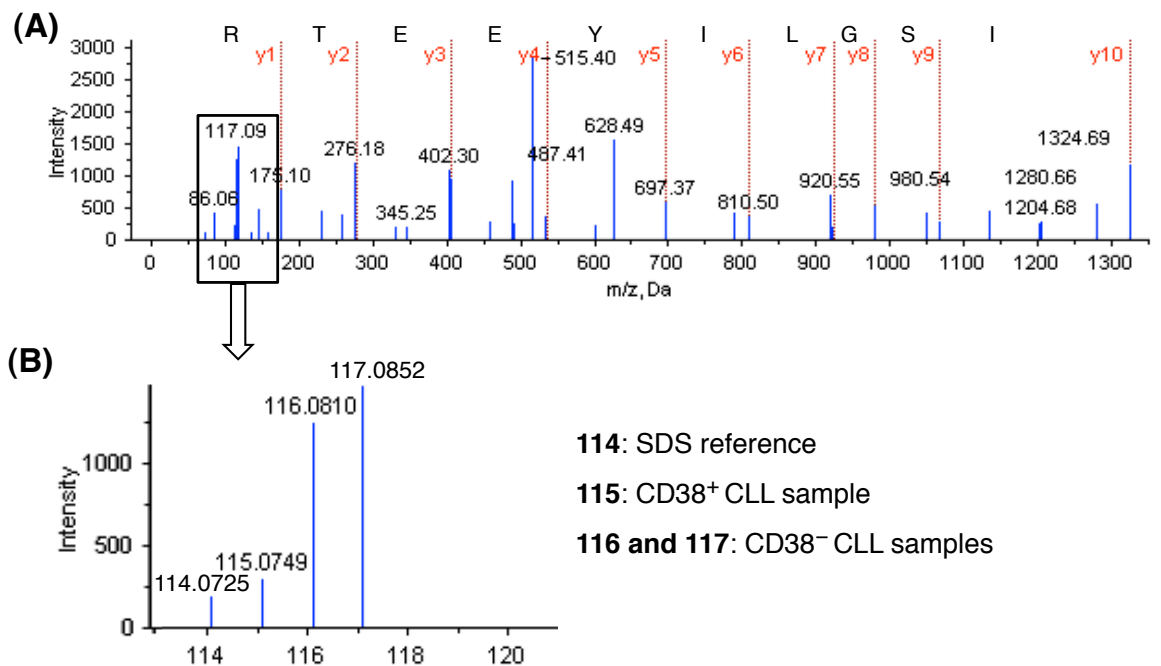 (A)
R T E E Y I L G S I
y1 y2 y3 y4 y5 y6 y7 y8 y9 y10
3000
2500
2000
1500
1000
500
0
Intensity
86.06
117.09
175.10
276.18
345.25
402.30
515.40
487.41
628.49
697.37
810.50
920.55
980.54
1324.69
1280.66
1204.68
0 100 200 300 400 500 600 700 800 900 1000 1100 1200 1300
m/z, Da
(B)
1000
500
0
Intensity
117.0852
116.0810
115.0749
114.0725
114 116 118 120
114: SDS reference
115: CD38⁺ CLL sample
116 and 117: CD38⁻ CLL samples